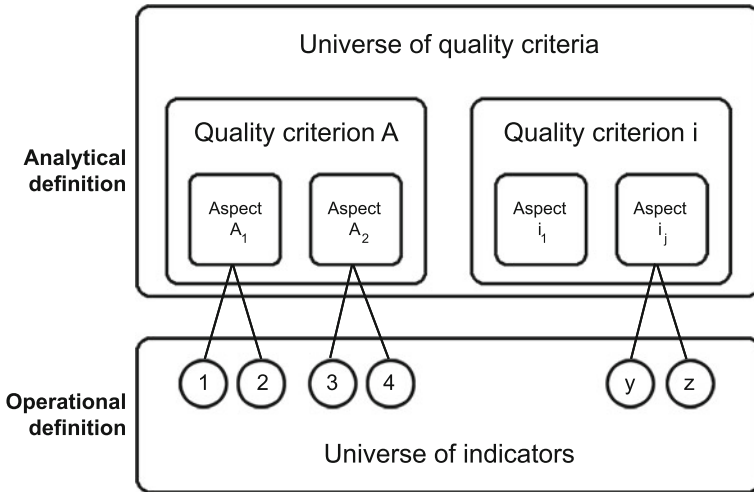 Universe of quality criteria
Quality criterion A
Quality criterion i
Analytical
definition
Aspect
A1
Aspect
A2
Aspect
i1
Aspect
ij
1
2
3
4
y
z
Operational
definition
Universe of indicators